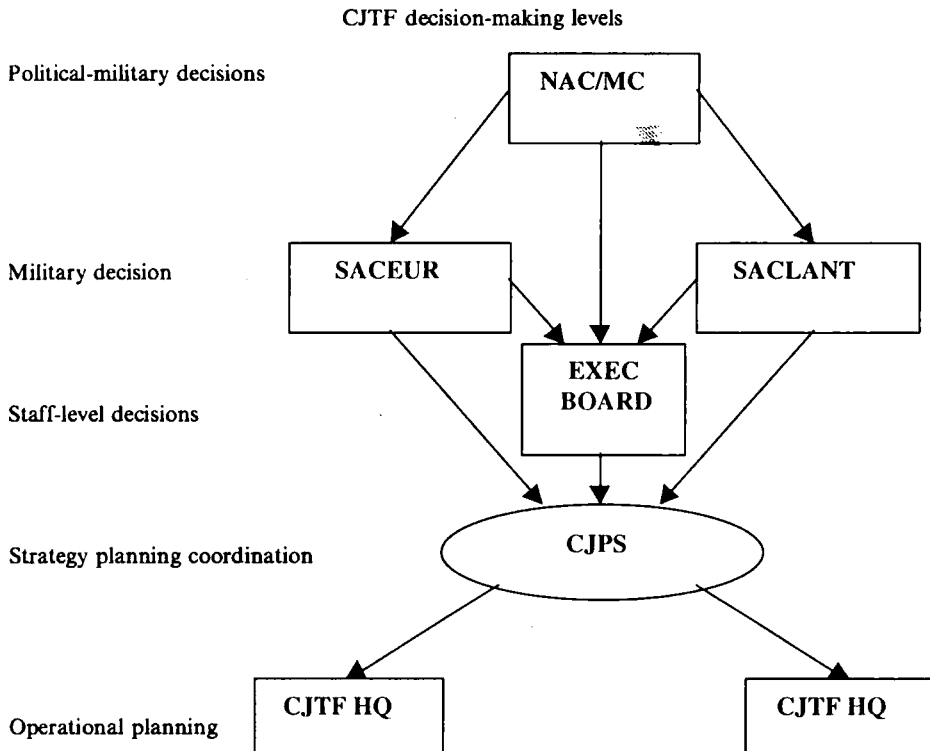 CJTF decision-making levels
Political-military decisions
NAC/MC
Military decision
SACEUR
SACLANT
EXEC
BOARD
Staff-level decisions
Strategy planning coordination
CJPS
CJTF HQ
CJTF HQ
Operational planning